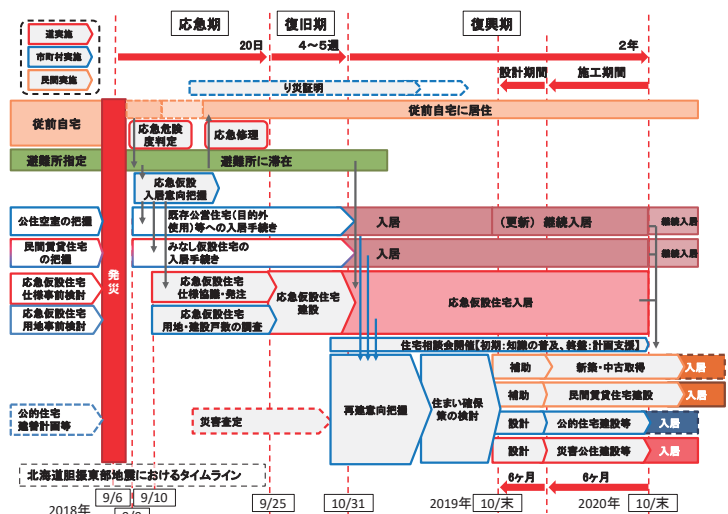 道実施
市町村実施
民間実施
応急期
復旧期
復興期
20日
4～5週
2年
設計期間
施工期間
り災証明
従前自宅
従前自宅に居住
応急危険
度判定
応急修理
避難所指定
避難所に滞在
応急仮設
入居意向把握
公住空室の把握
既存公営住宅(目的外
使用)等への入居手続き
入居
(更新) 継続入居
継続入居
民間賃貸住宅
の把握
みなし仮設住宅の
入居手続き
入居
継続入居
発災
応急仮設住宅
仕様事前検討
応急仮設住宅
仕様協議・発注
応急仮設住宅
建設
応急仮設住宅入居
応急仮設住宅
用地事前検討
応急仮設住宅
用地・建設戸数の調査
住宅相談会開催【初期:知識の普及、終盤:計画支援】
再建意向把握
住まい確保
策の検討
補助
新築・中古取得
入居
補助
民間賃貸住宅建設
入居
公的住宅
建替計画等
災害査定
設計
公的住宅建設等
入居
設計
災害公住建設等
入居
北海道胆振東部地震におけるタイムライン
6ヶ月
6ヶ月
2018年
9/6
9/10
9/25
10/31
2019年
10/末
2020年
10/末